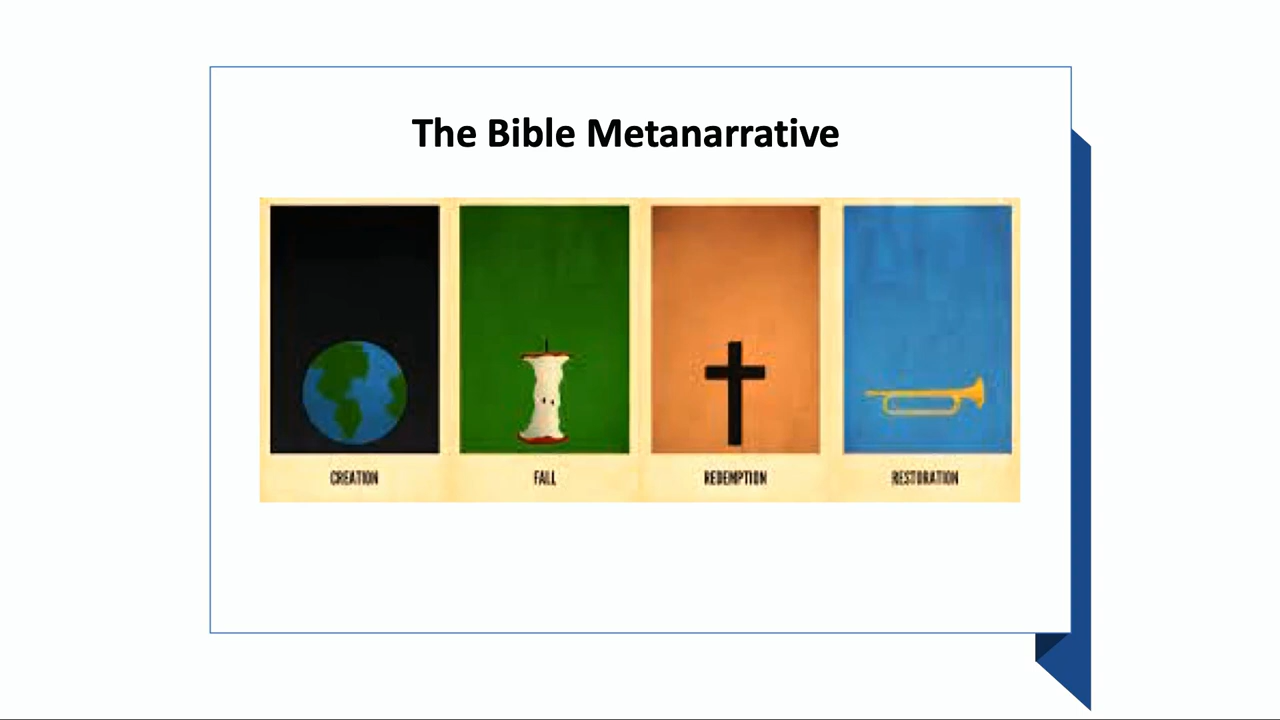 The Bible Metanarrative
CREATION
FALL
REDEMPTION
RESTORATION